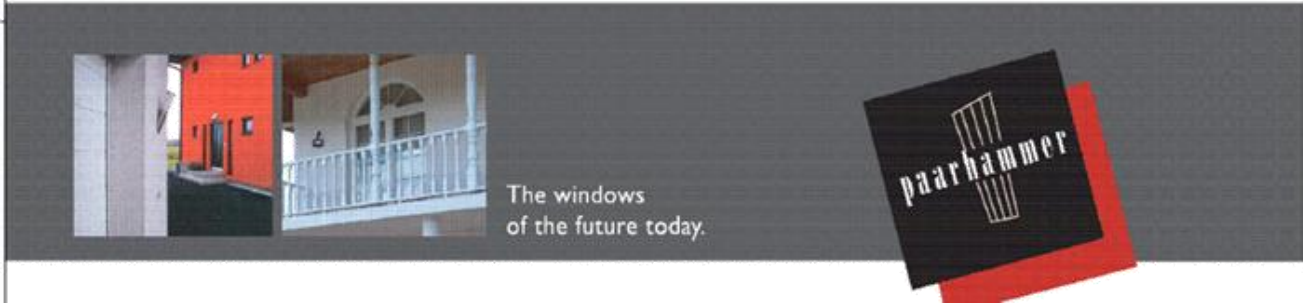 The windows
of the future today.
paarhammer